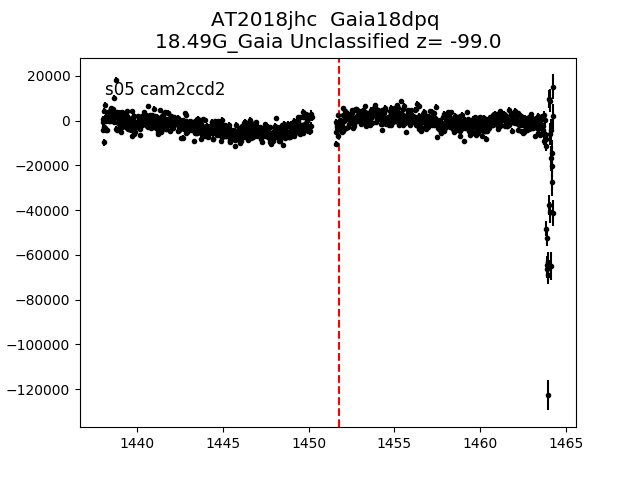 AT2018jhc  Gaia18dpq
18.49G_Gaia Unclassified z= -99.0
s05 cam2ccd2
20000
0
−20000
−40000
−60000
−80000
−100000
−120000
1440 1445 1450 1455 1460 1465